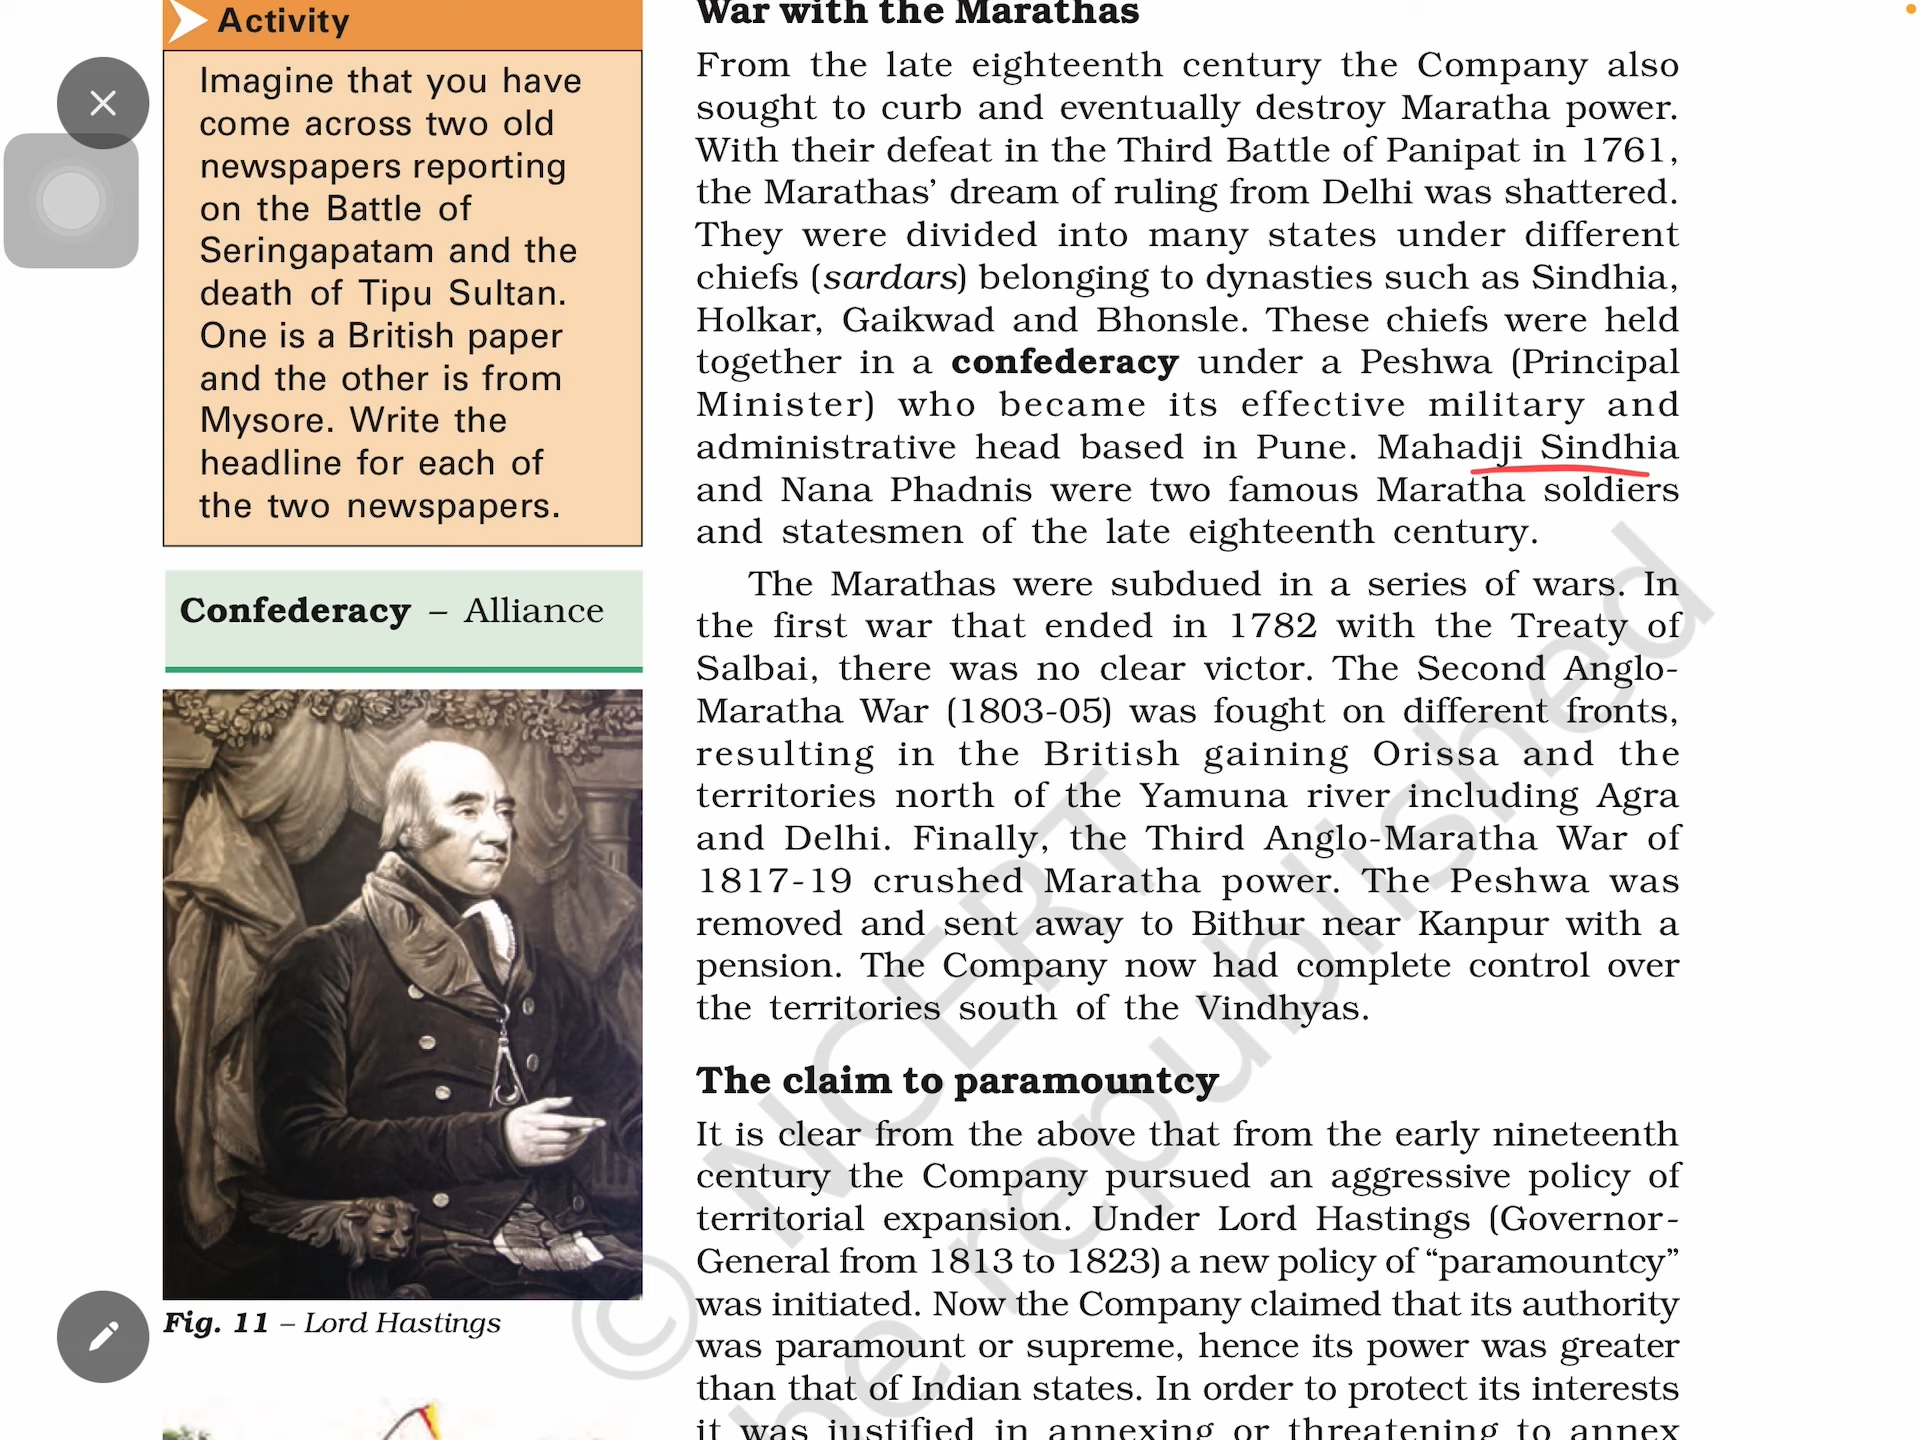 Activity
Imagine that you have
come across two old
newspapers reporting
on the Battle of
Seringapatam and the
death of Tipu Sultan.
One is a British paper
and the other is from
Mysore. Write the
headline for each of
the two newspapers.
Confederacy – Alliance
Fig. 11 – Lord Hastings
War with the Marathas
From the late eighteenth century the Company also
sought to curb and eventually destroy Maratha power.
With their defeat in the Third Battle of Panipat in 1761,
the Marathas’ dream of ruling from Delhi was shattered.
They were divided into many states under different
chiefs (sardars) belonging to dynasties such as Sindhia,
Holkar, Gaikwad and Bhonsle. These chiefs were held
together in a confederacy under a Peshwa (Principal
Minister) who became its effective military and
administrative head based in Pune. Mahadji Sindhia
and Nana Phadnis were two famous Maratha soldiers
and statesmen of the late eighteenth century.
The Marathas were subdued in a series of wars. In
the first war that ended in 1782 with the Treaty of
Salbai, there was no clear victor. The Second Anglo-
Maratha War (1803-05) was fought on different fronts,
resulting in the British gaining Orissa and the
territories north of the Yamuna river including Agra
and Delhi. Finally, the Third Anglo-Maratha War of
1817-19 crushed Maratha power. The Peshwa was
removed and sent away to Bithur near Kanpur with a
pension. The Company now had complete control over
the territories south of the Vindhyas.
The claim to paramountcy
It is clear from the above that from the early nineteenth
century the Company pursued an aggressive policy of
territorial expansion. Under Lord Hastings (Governor-
General from 1813 to 1823) a new policy of “paramountcy”
was initiated. Now the Company claimed that its authority
was paramount or supreme, hence its power was greater
than that of Indian states. In order to protect its interests
it was justified in annexing or threatening to annex
© NCERT
be republished